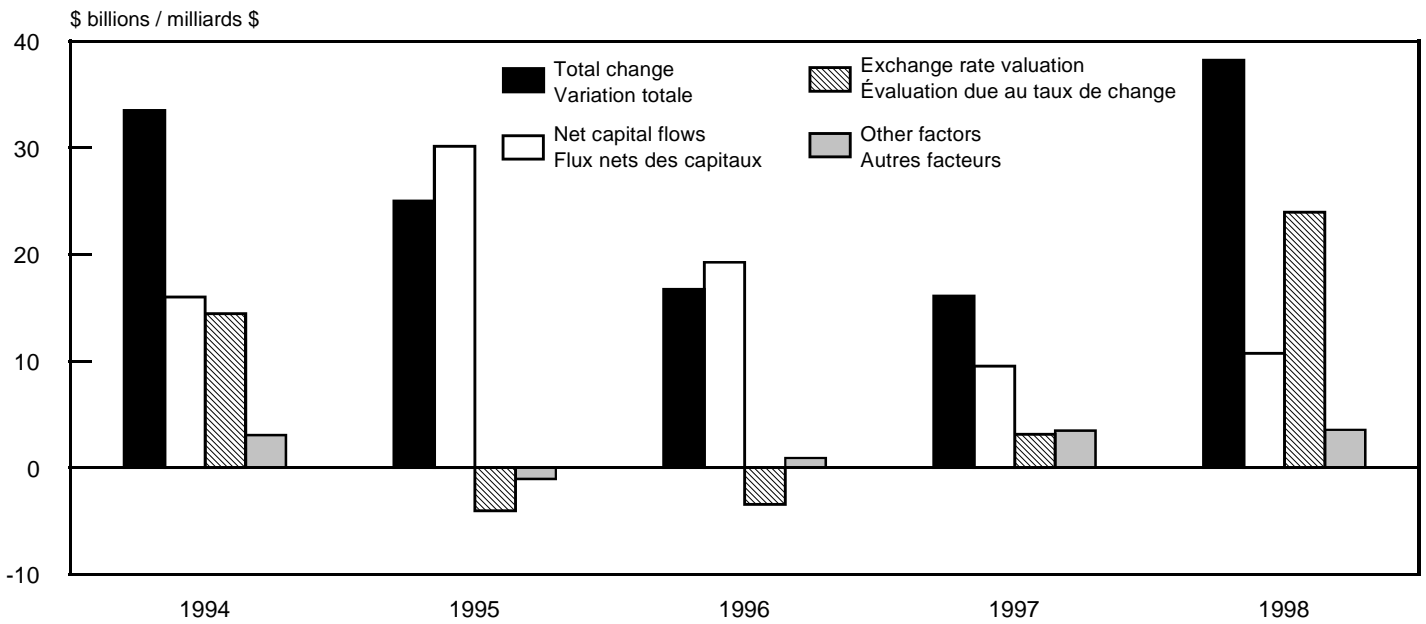 $ billions / milliards $
40
30
20
10
0
-10
Total change
Variation totale
Net capital flows
Flux nets des capitaux
Exchange rate valuation
Évaluation due au taux de change
Other factors
Autres facteurs
1994
1995
1996
1997
1998